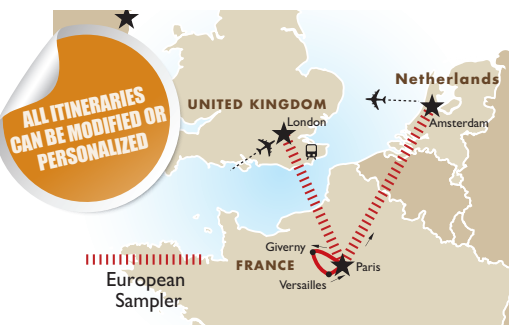 ALL ITINERARIES
CAN BE MODIFIED OR
PERSONALIZED
Netherlands
UNITED KINGDOM
London
Amsterdam
Giverny
FRANCE
Paris
Versailles
European
Sampler